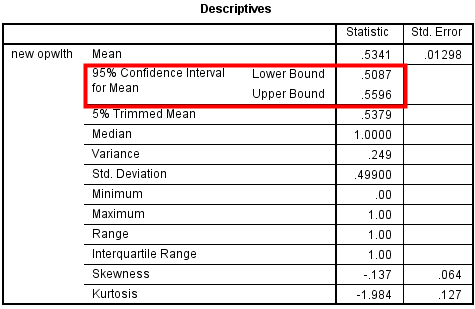 Descriptives
Statistic Std. Error
new opwlth Mean .5341 .01298
95% Confidence Interval Lower Bound .5087
for Mean Upper Bound .5596
5% Trimmed Mean .5379
Median 1.0000
Variance .249
Std. Deviation .49900
Minimum .00
Maximum 1.00
Range 1.00
Interquartile Range 1.00
Skewness -.137 .064
Kurtosis -1.984 .127